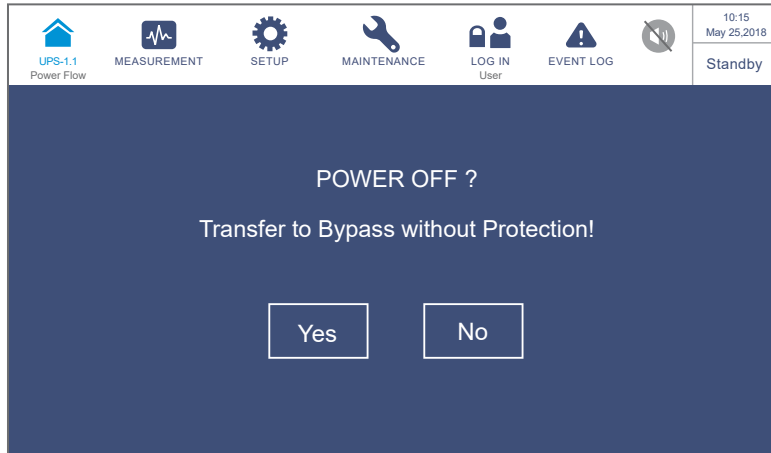 UPS-1.1
Power Flow
MEASUREMENT
SETUP
MAINTENANCE
LOG IN
User
EVENT LOG
10:15
May 25,2018
Standby
POWER OFF ?
Transfer to Bypass without Protection!
Yes
No